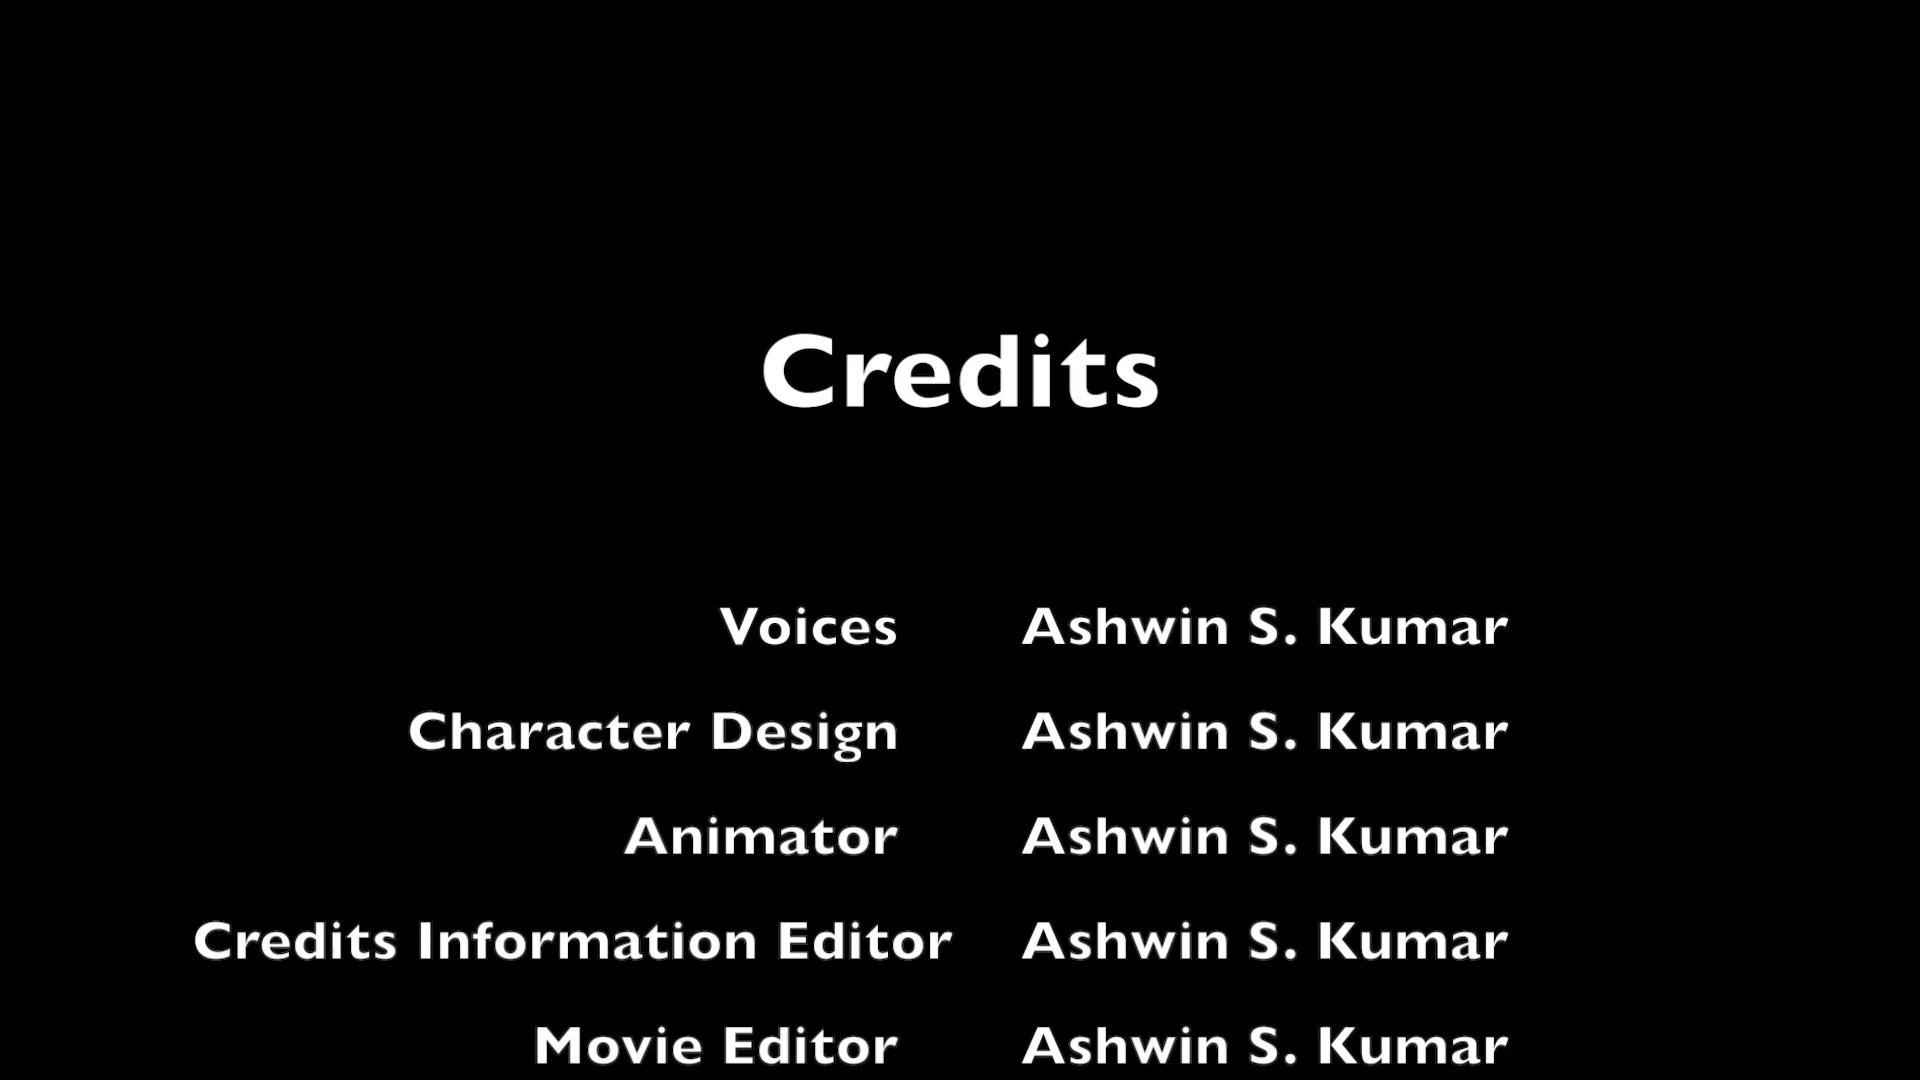 Credits
Voices Ashwin S. Kumar
Character Design Ashwin S. Kumar
Animator Ashwin S. Kumar
Credits Information Editor Ashwin S. Kumar
Movie Editor Ashwin S. Kumar